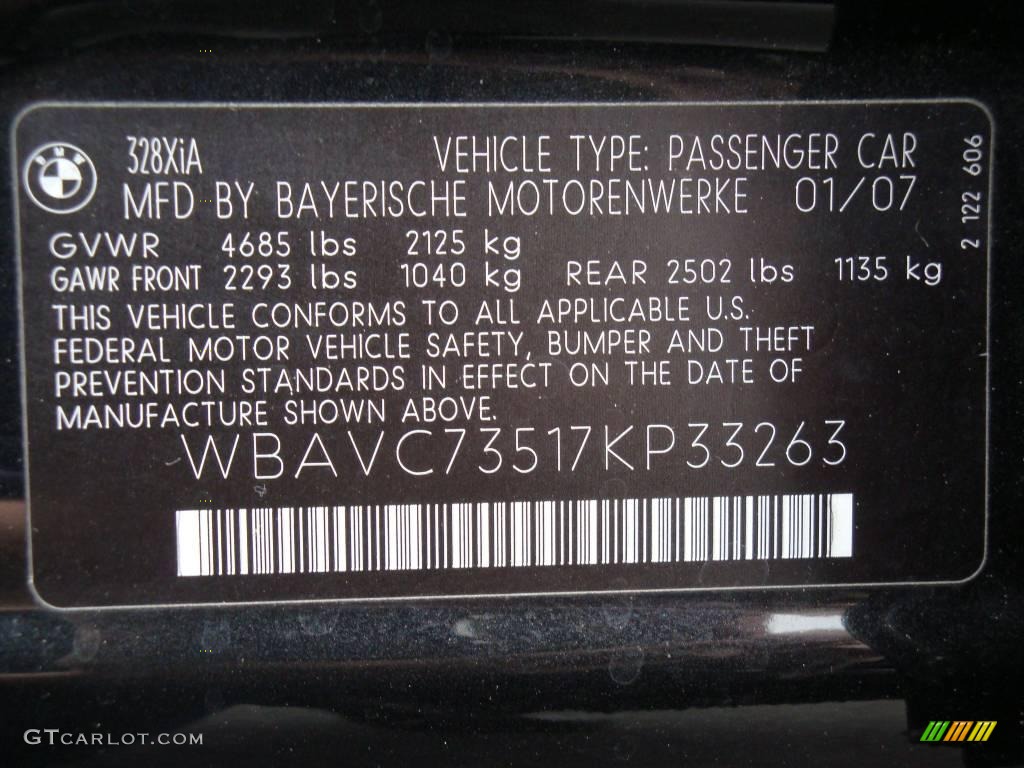 BMW
328XiA VEHICLE TYPE: PASSENGER CAR
MFD BY BAYERISCHE MOTORENWERKE 01/07
GVWR 4685 lbs 2125 kg
GAWR FRONT 2293 lbs 1040 kg REAR 2502 lbs 1135 kg
THIS VEHICLE CONFORMS TO ALL APPLICABLE U.S.
FEDERAL MOTOR VEHICLE SAFETY, BUMPER AND THEFT
PREVENTION STANDARDS IN EFFECT ON THE DATE OF
MANUFACTURE SHOWN ABOVE.
WBAVC73517KP33263
2 122 606
GTCARLOT.COM